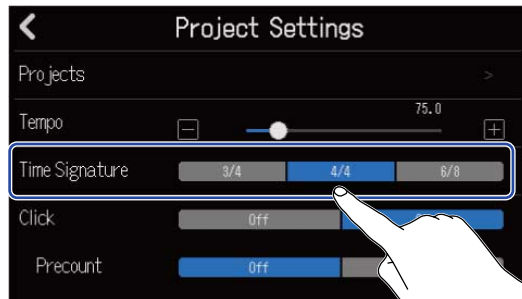 < Project Settings
Projects >
75.0
Tempo - +
Time Signature 3/4 4/4 6/8
Click Off
Precount Off